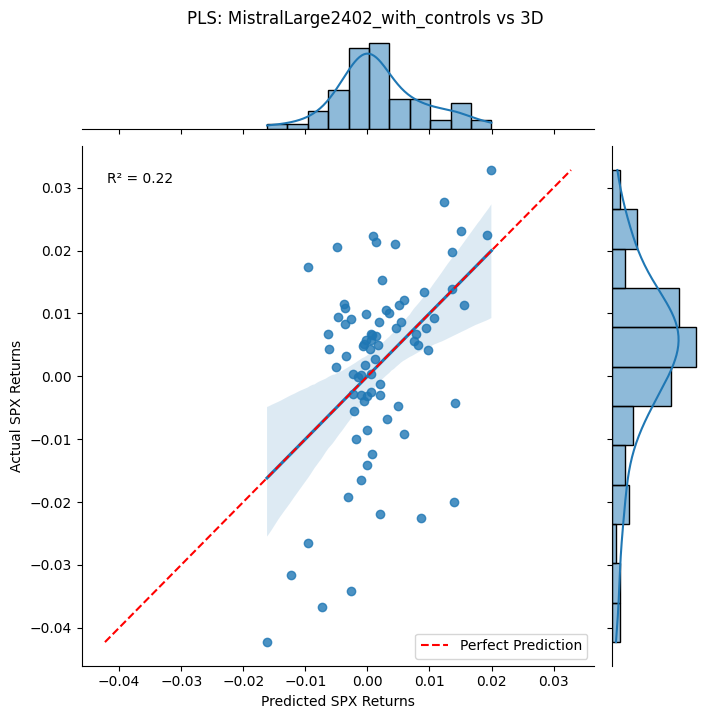 PLS: MistralLarge2402_with_controls vs 3D
R² = 0.22
0.03
0.02
0.01
0.00
−0.01
−0.02
−0.03
−0.04
Actual SPX Returns
Perfect Prediction
−0.04 −0.03 −0.02 −0.01 0.00 0.01 0.02 0.03
Predicted SPX Returns